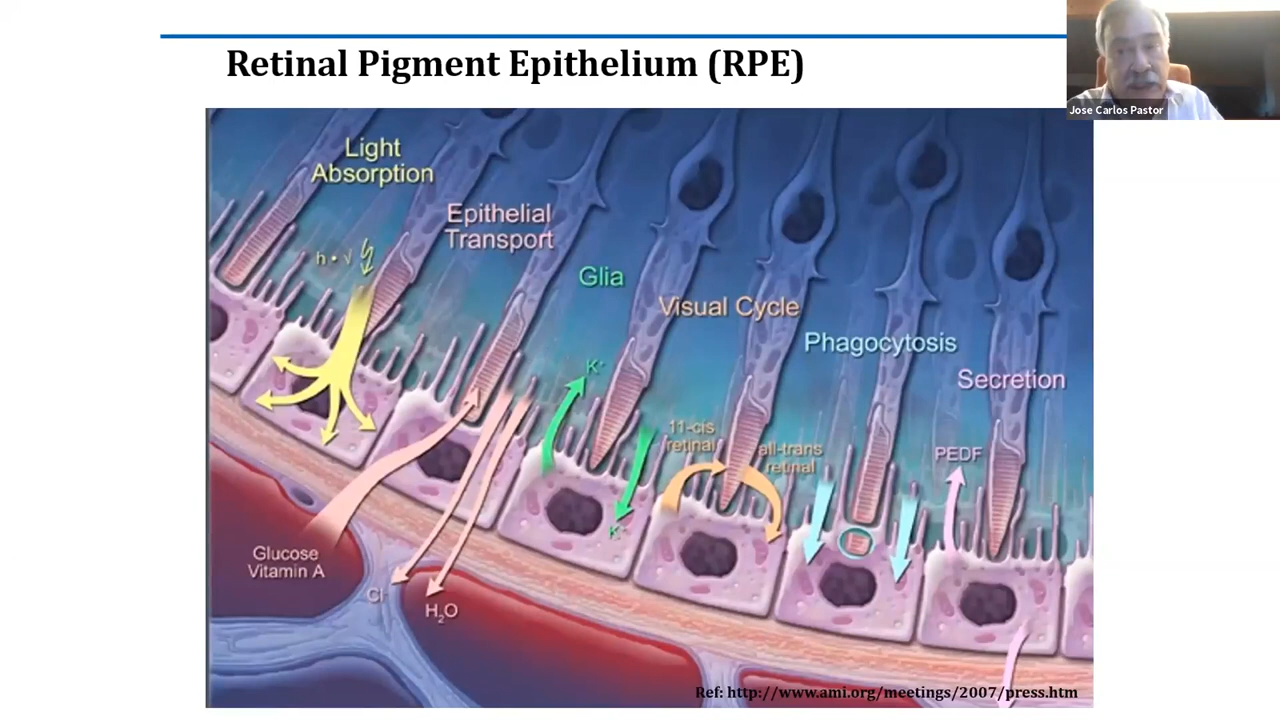 Retinal Pigment Epithelium (RPE)
Jose Carlos Pastor
Light
Absorption
Epithelial
Transport
h • √
Glia
Visual Cycle
Phagocytosis
Secretion
K⁺
11-cis
retinal
all-trans
retinal
PEDF
K⁺
Glucose
Vitamin A
Cl⁻
H₂O
Ref: http://www.ami.org/meetings/2007/press.htm